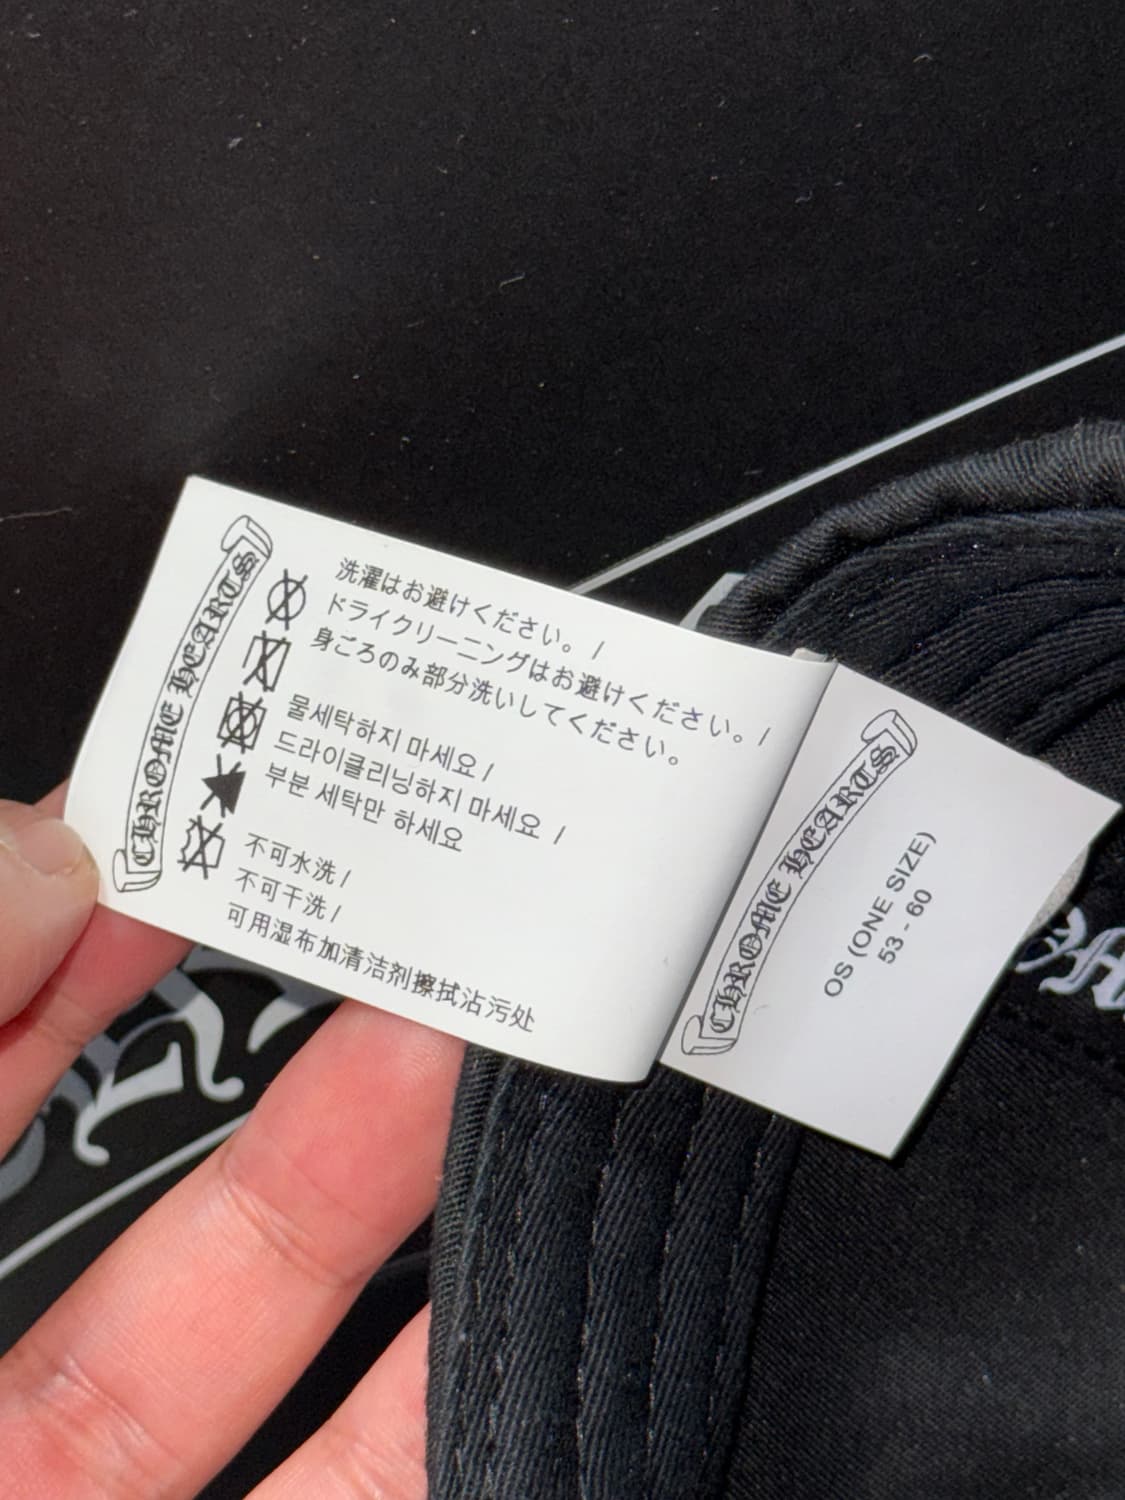 CHROME HEARTS
洗濯はお避けください。/
ドライクリーニングはお避けください。/
身ごろのみ部分洗いしてください。
물세탁하지 마세요 /
드라이클리닝하지 마세요 /
부분 세탁만 하세요
不可水洗 /
不可干洗 /
可用湿布加清洁剂擦拭沾污处
CHROME HEARTS
OS (ONE SIZE)
53 - 60